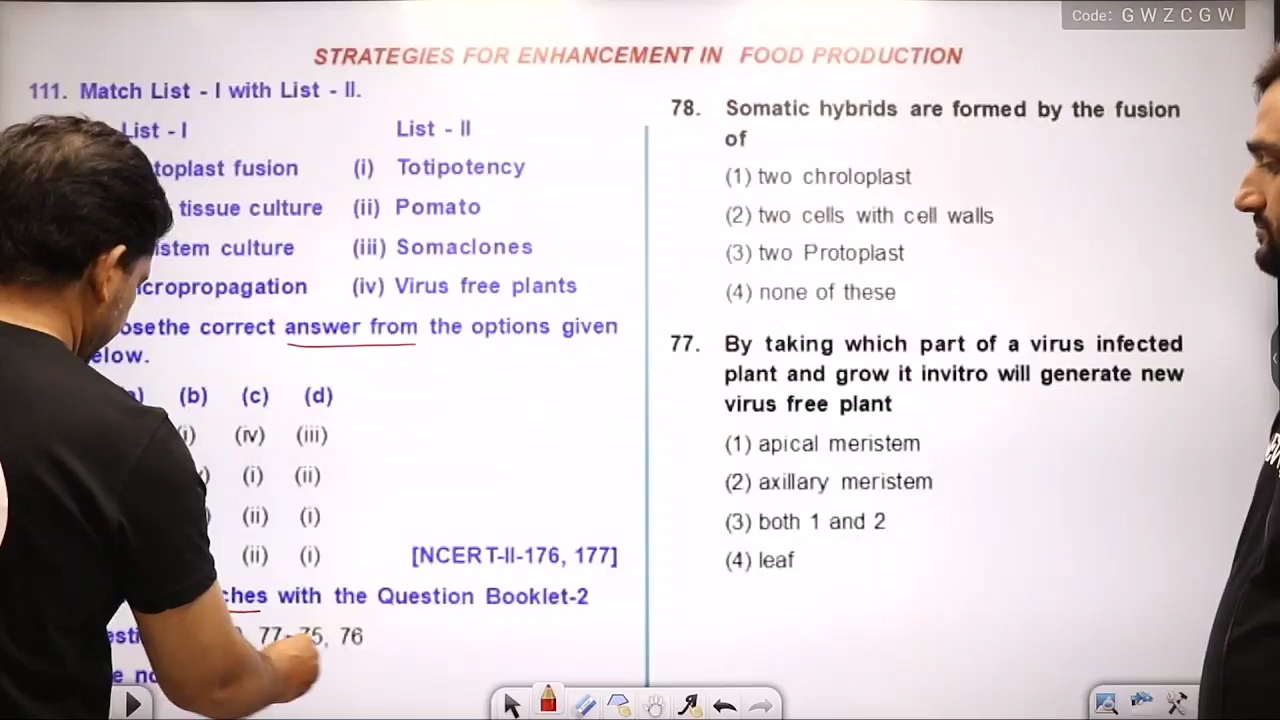 Code: G W Z C G W
STRATEGIES FOR ENHANCEMENT IN FOOD PRODUCTION
111. Match List - I with List - II.
List - I List - II
toplast fusion (i) Totipotency
tissue culture (ii) Pomato
istem culture (iii) Somaclones
cropropagation (iv) Virus free plants
osethe correct answer from the options given
elow.
(b) (c) (d)
(i) (iv) (iii)
(i) (ii)
(ii) (i)
(ii) (i) [NCERT-II-176, 177]
ches with the Question Booklet-2
esti 77- 75, 76
e no
78. Somatic hybrids are formed by the fusion
of
(1) two chroloplast
(2) two cells with cell walls
(3) two Protoplast
(4) none of these
77. By taking which part of a virus infected
plant and grow it invitro will generate new
virus free plant
(1) apical meristem
(2) axillary meristem
(3) both 1 and 2
(4) leaf